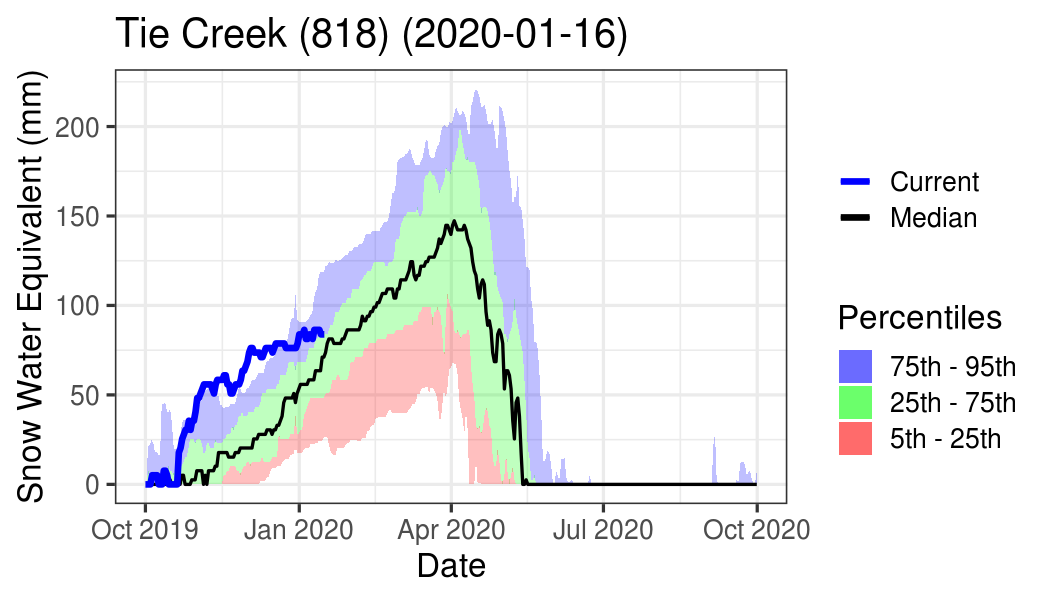 Tie Creek (818) (2020-01-16)
Snow Water Equivalent (mm)
200
150
100
50
0
Oct 2019
Jan 2020
Apr 2020
Jul 2020
Oct 2020
Date
Current
Median
Percentiles
75th - 95th
25th - 75th
5th - 25th